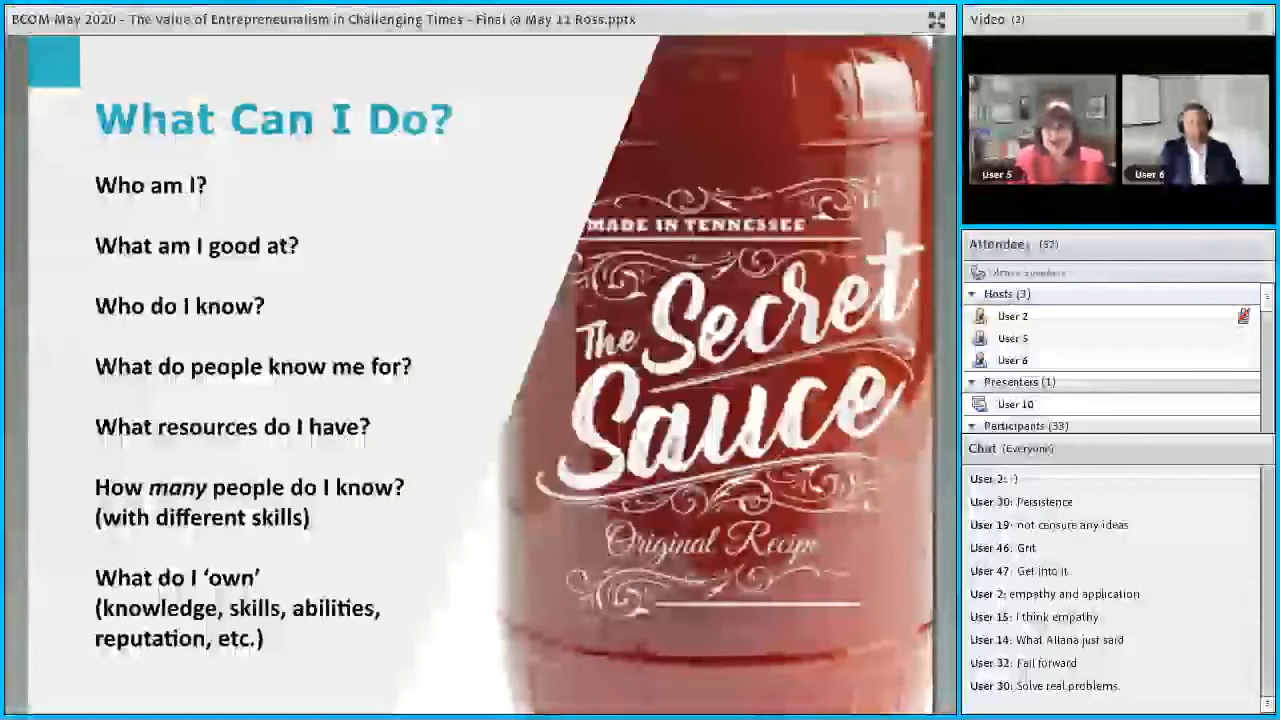 BCOM-May 2020 - The Value of Entrepreneurialism in Challenging Times - Final @ May 11 Ross.pptx
What Can I Do?
Who am I?
What am I good at?
Who do I know?
What do people know me for?
What resources do I have?
How many people do I know?
(with different skills)
What do I ‘own’
(knowledge, skills, abilities,
reputation, etc.)
MADE IN TENNESSEE
The Secret
Sauce
Original Recipe
Video (2)
User 5
User 6
Attendees (37)
Active Speakers
Hosts (3)
User 2
User 5
User 6
Presenters (1)
User 10
Participants (33)
Chat (Everyone)
User 2: :)
User 30: Persistence
User 19: not censure any ideas
User 46: Grit
User 47: Get into it
User 2: empathy and application
User 15: I think empathy
User 14: What Allana just said
User 32: Fail forward
User 30: Solve real problems.